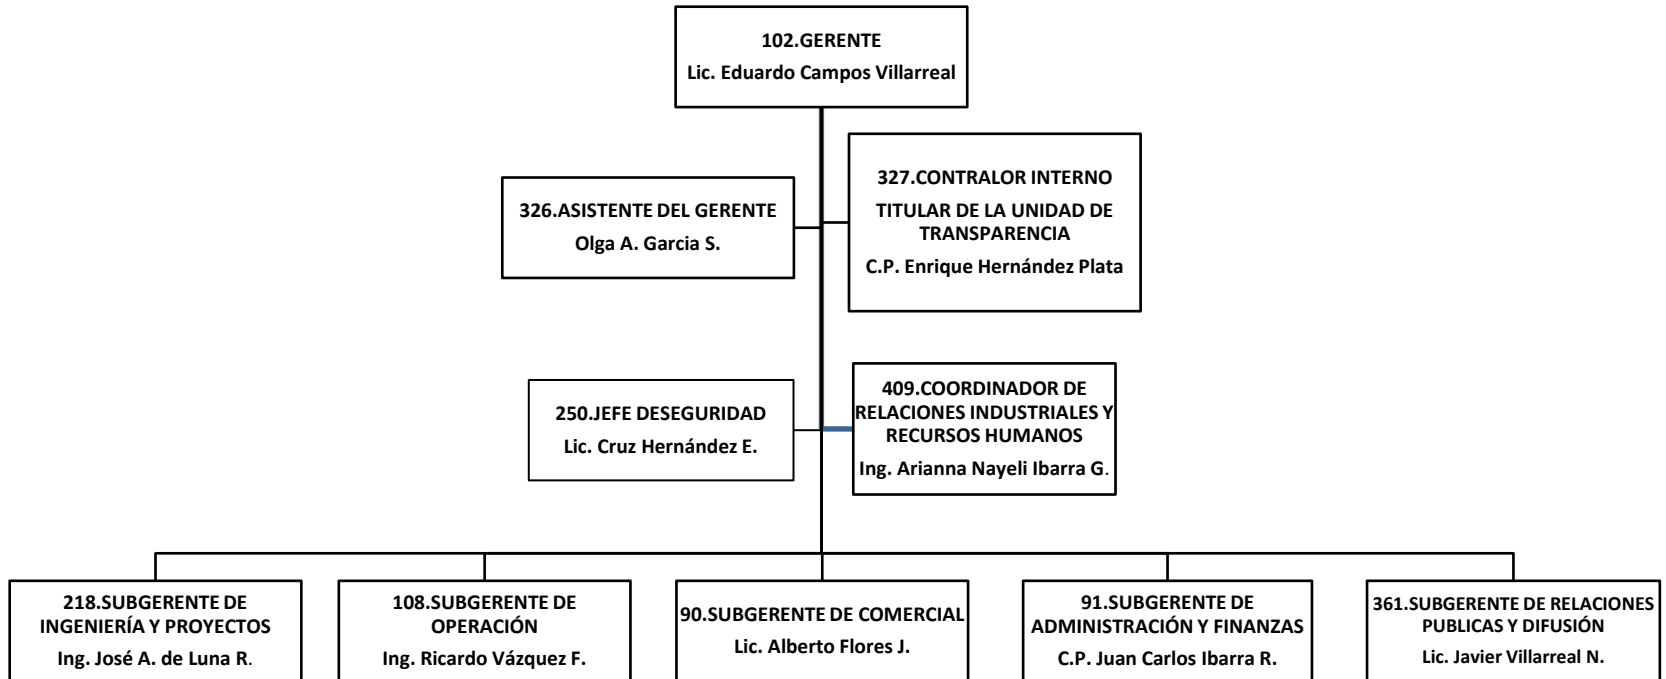 102.GERENTE
Lic. Eduardo Campos Villarreal
326.ASISTENTE DEL GERENTE
Olga A. Garcia S.
327.CONTRALOR INTERNO
TITULAR DE LA UNIDAD DE
TRANSPARENCIA
C.P. Enrique Hernández Plata
250.JEFE DESEGURIDAD
Lic. Cruz Hernández E.
409.COORDINADOR DE
RELACIONES INDUSTRIALES Y
RECURSOS HUMANOS
Ing. Arianna Nayeli Ibarra G.
218.SUBGERENTE DE
INGENIERÍA Y PROYECTOS
Ing. José A. de Luna R.
108.SUBGERENTE DE
OPERACIÓN
Ing. Ricardo Vázquez F.
90.SUBGERENTE DE COMERCIAL
Lic. Alberto Flores J.
91.SUBGERENTE DE
ADMINISTRACIÓN Y FINANZAS
C.P. Juan Carlos Ibarra R.
361.SUBGERENTE DE RELACIONES
PUBLICAS Y DIFUSIÓN
Lic. Javier Villarreal N.